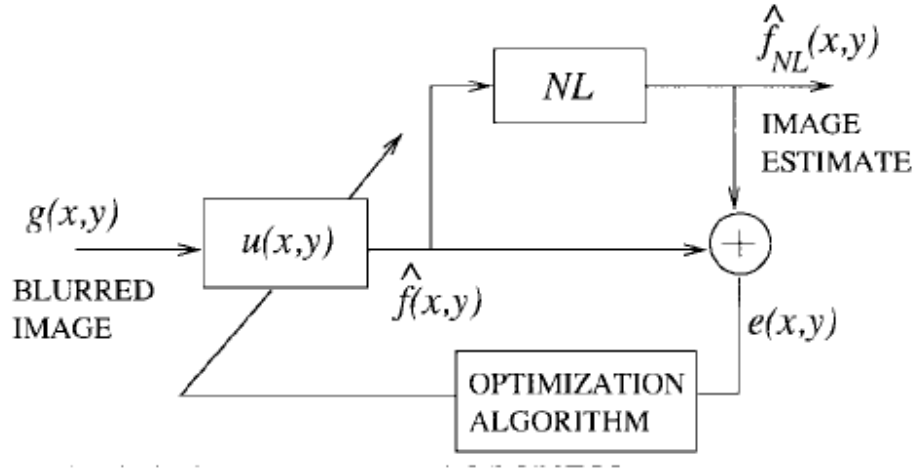 f̂_NL(x,y)
NL
IMAGE
ESTIMATE
g(x,y)
u(x,y)
+
BLURRED
IMAGE
f̂(x,y)
e(x,y)
OPTIMIZATION
ALGORITHM